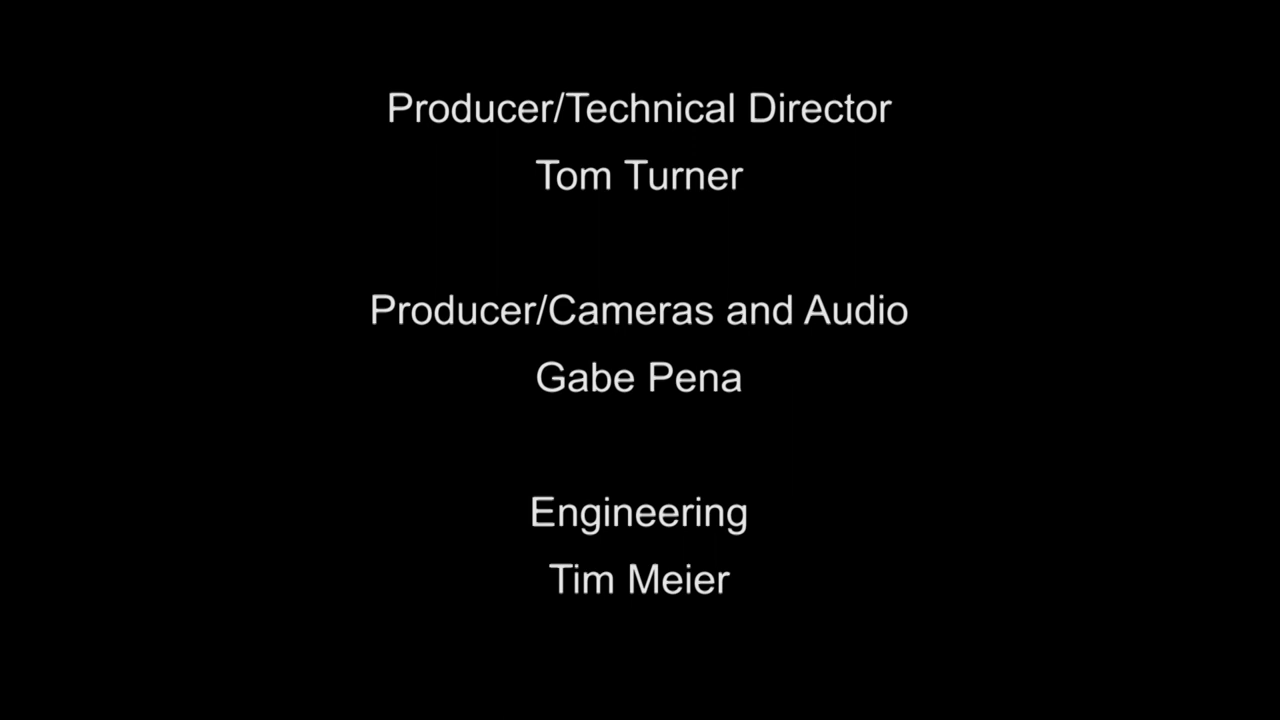 Producer/Technical Director
Tom Turner
Producer/Cameras and Audio
Gabe Pena
Engineering
Tim Meier